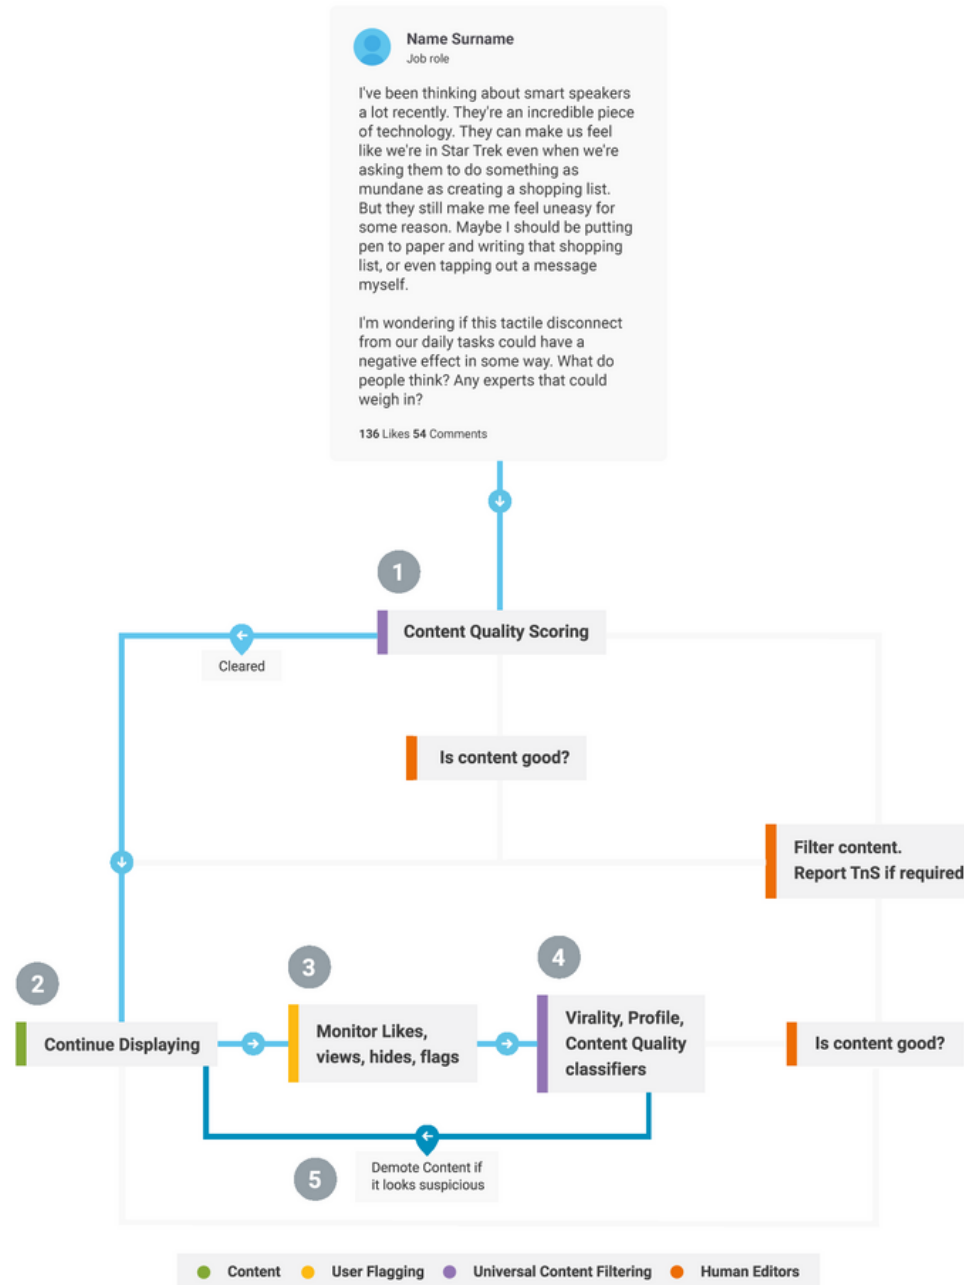 Name Surname
Job role
I've been thinking about smart speakers
a lot recently. They're an incredible piece
of technology. They can make us feel
like we're in Star Trek even when we're
asking them to do something as
mundane as creating a shopping list.
But they still make me feel uneasy for
some reason. Maybe I should be putting
pen to paper and writing that shopping
list, or even tapping out a message
myself.
I'm wondering if this tactile disconnect
from our daily tasks could have a
negative effect in some way. What do
people think? Any experts that could
weigh in?
136 Likes 54 Comments
1
Content Quality Scoring
Cleared
Is content good?
Filter content.
Report TnS if required
2
Continue Displaying
3
Monitor Likes,
views, hides, flags
4
Virality, Profile,
Content Quality
classifiers
Is content good?
5
Demote Content if
it looks suspicious
Content
User Flagging
Universal Content Filtering
Human Editors